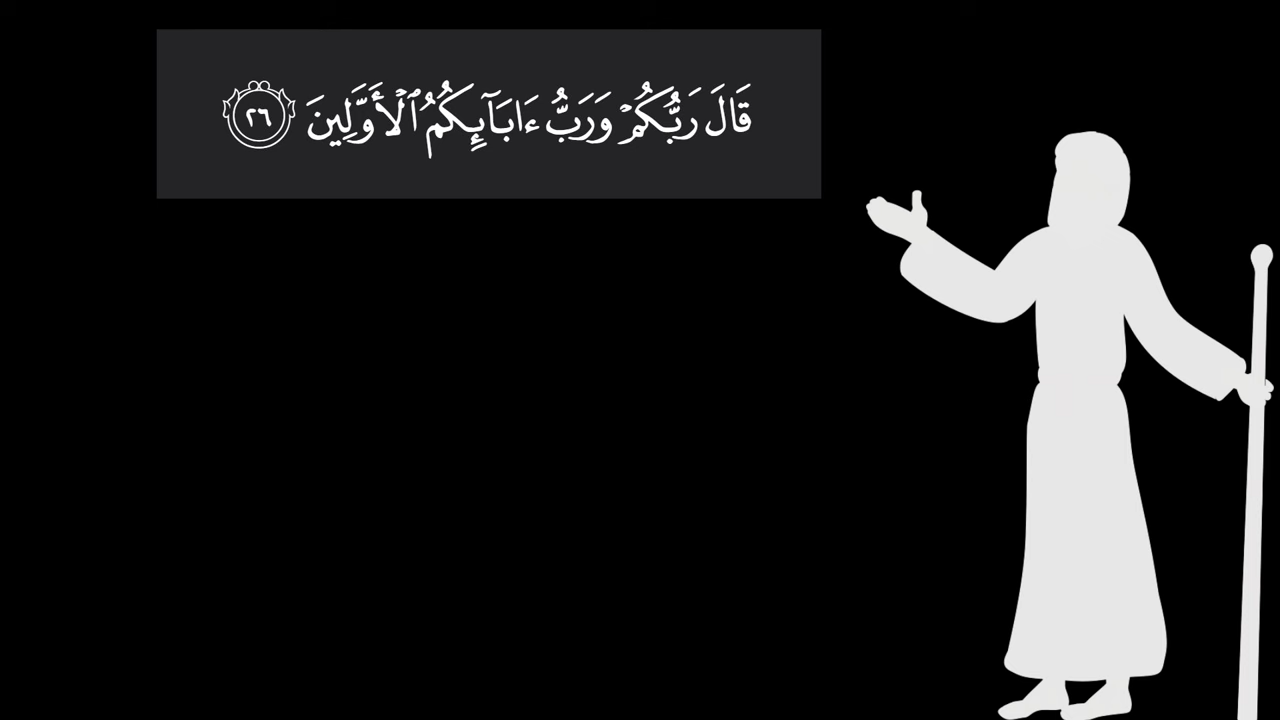 قَالَ رَبُّكُمْ وَرَبُّ ءَابَآئِكُمُ ٱلْأَوَّلِينَ ٢٦